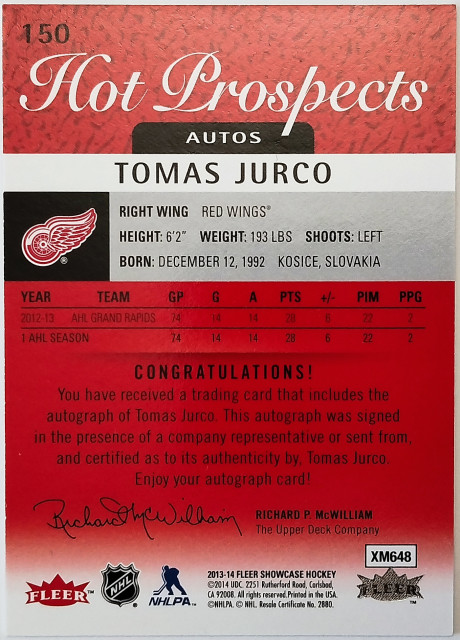 150
Hot Prospects
AUTOS
TOMAS JURCO
RIGHT WING RED WINGS®
HEIGHT: 6'2" WEIGHT: 193 LBS SHOOTS: LEFT
BORN: DECEMBER 12, 1992 KOSICE, SLOVAKIA
YEAR TEAM GP G A PTS +/- PIM PPG
2012-13 AHL GRAND RAPIDS 74 14 14 28 6 22 2
1 AHL SEASON 74 14 14 28 6 22 2
CONGRATULATIONS!
You have received a trading card that includes the
autograph of Tomas Jurco. This autograph was signed
in the presence of a company representative or sent from,
and certified as to its authenticity by, Tomas Jurco.
Enjoy your autograph card!
Richard P. McWilliam
RICHARD P. McWILLIAM
The Upper Deck Company
XM648
FLEER
NHL
NHLPA
2013-14 FLEER SHOWCASE HOCKEY
©2014 UDC. 2251 Rutherford Road, Carlsbad,
CA 92008. All rights reserved. Printed in the USA.
©NHLPA. © NHL. Resale Certificate No. 2880.
FLEER